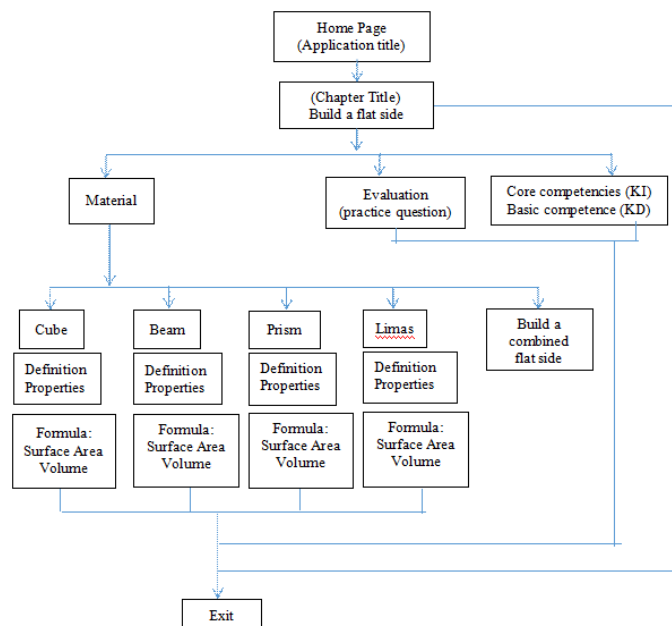 Home Page
(Application title)
(Chapter Title)
Build a flat side
Material
Evaluation
(practice question)
Core competencies (KI)
Basic competence (KD)
Cube
Beam
Prism
Limas
Build a
combined
flat side
Definition
Properties
Definition
Properties
Definition
Properties
Definition
Properties
Formula:
Surface Area
Volume
Formula:
Surface Area
Volume
Formula:
Surface Area
Volume
Formula:
Surface Area
Volume
Exit